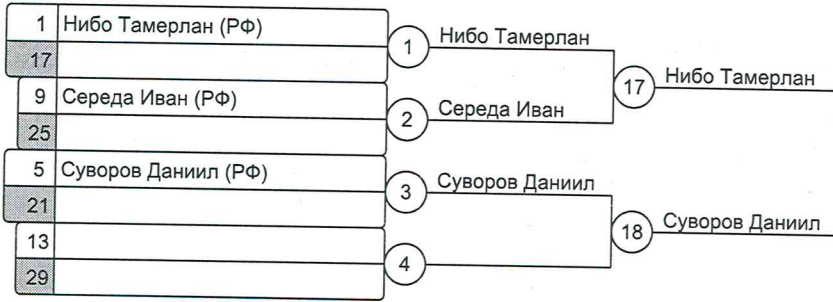 1 Нибо Тамерлан (РФ)
17
1 Нибо Тамерлан
9 Середа Иван (РФ)
25
2 Середа Иван
17 Нибо Тамерлан
5 Суворов Даниил (РФ)
21
3 Суворов Даниил
13
29
4
18 Суворов Даниил